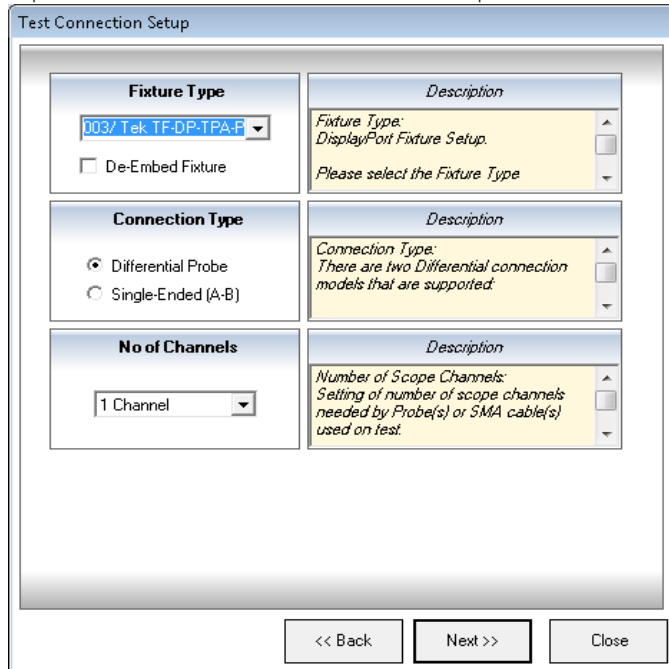 Test Connection Setup
Fixture Type
003/ Tek TF-DP-TPA-P
De-Embed Fixture
Description
Fixture Type:
DisplayPort Fixture Setup.
Please select the Fixture Type
Connection Type
Differential Probe
Single-Ended (A-B)
Description
Connection Type:
There are two Differential connection
models that are supported:
No of Channels
1 Channel
Description
Number of Scope Channels:
Setting of number of scope channels
needed by Probe(s) or SMA cable(s)
used on test.
<< Back
Next >>
Close